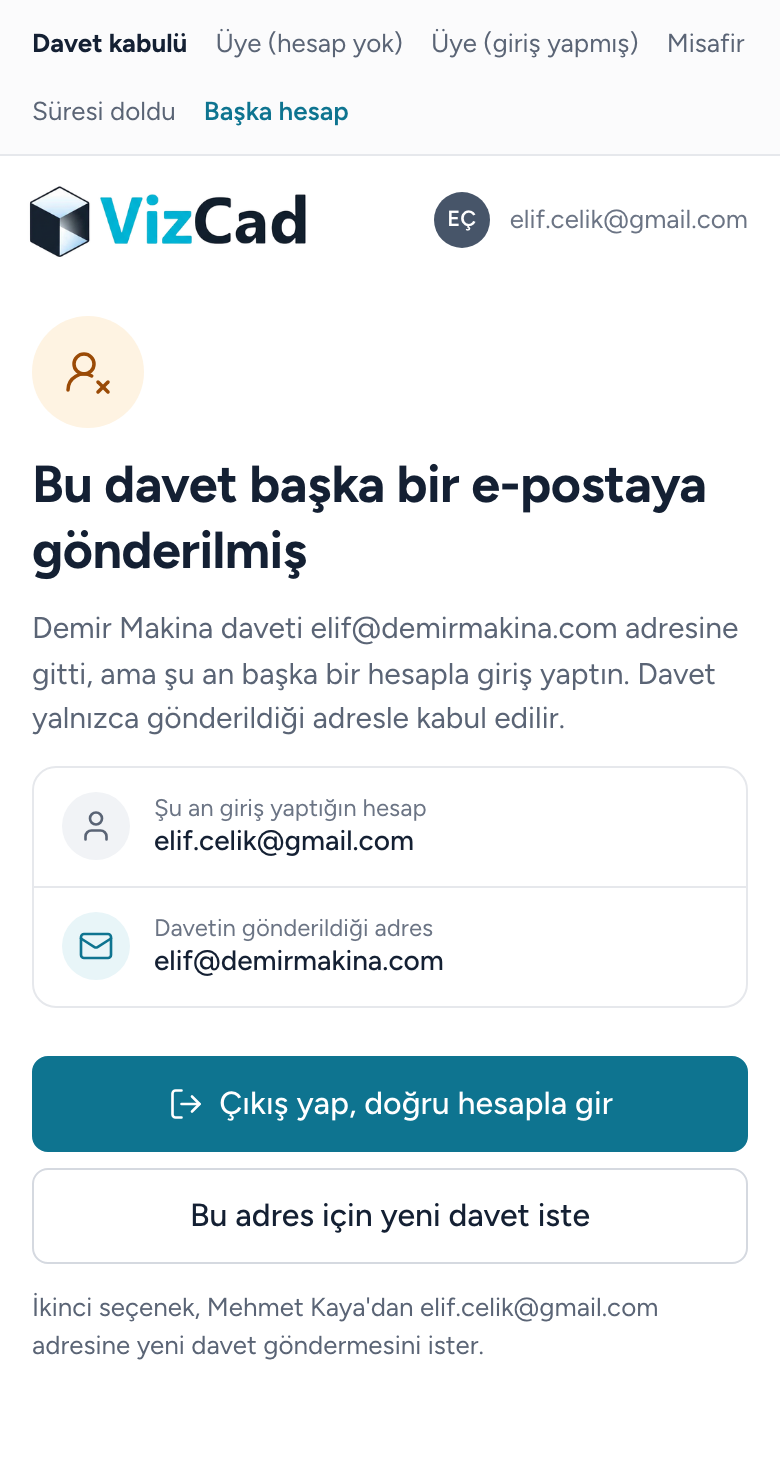 Davet kabulü Üye (hesap yok) Üye (giriş yapmış) Misafir
Süresi doldu Başka hesap
VizCad EÇ elif.celik@gmail.com
Bu davet başka bir e-postaya
gönderilmiş
Demir Makina daveti elif@demirmakina.com adresine
gitti, ama şu an başka bir hesapla giriş yaptın. Davet
yalnızca gönderildiği adresle kabul edilir.
Şu an giriş yaptığın hesap
elif.celik@gmail.com
Davetin gönderildiği adres
elif@demirmakina.com
Çıkış yap, doğru hesapla gir
Bu adres için yeni davet iste
İkinci seçenek, Mehmet Kaya'dan elif.celik@gmail.com
adresine yeni davet göndermesini ister.